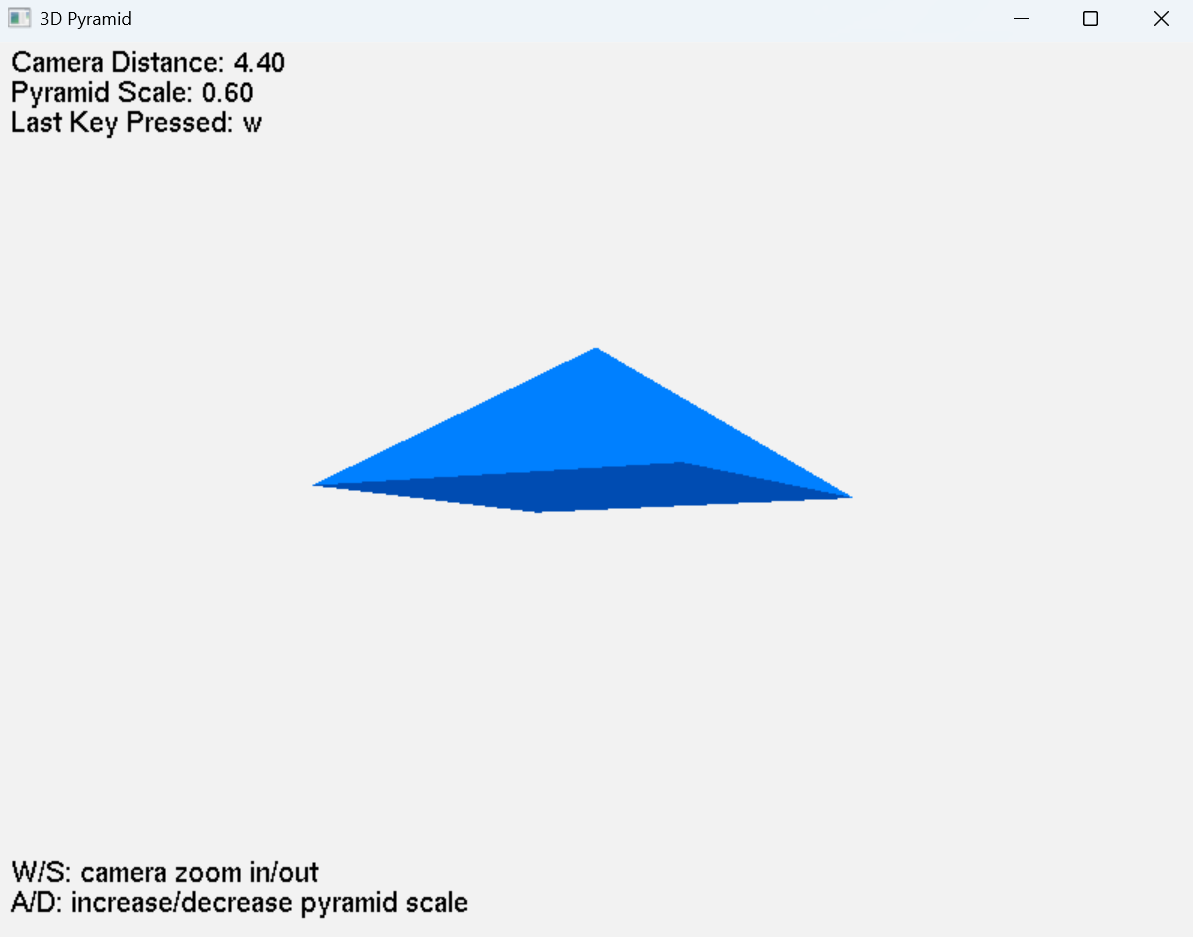 3D Pyramid
Camera Distance: 4.40
Pyramid Scale: 0.60
Last Key Pressed: w
W/S: camera zoom in/out
A/D: increase/decrease pyramid scale